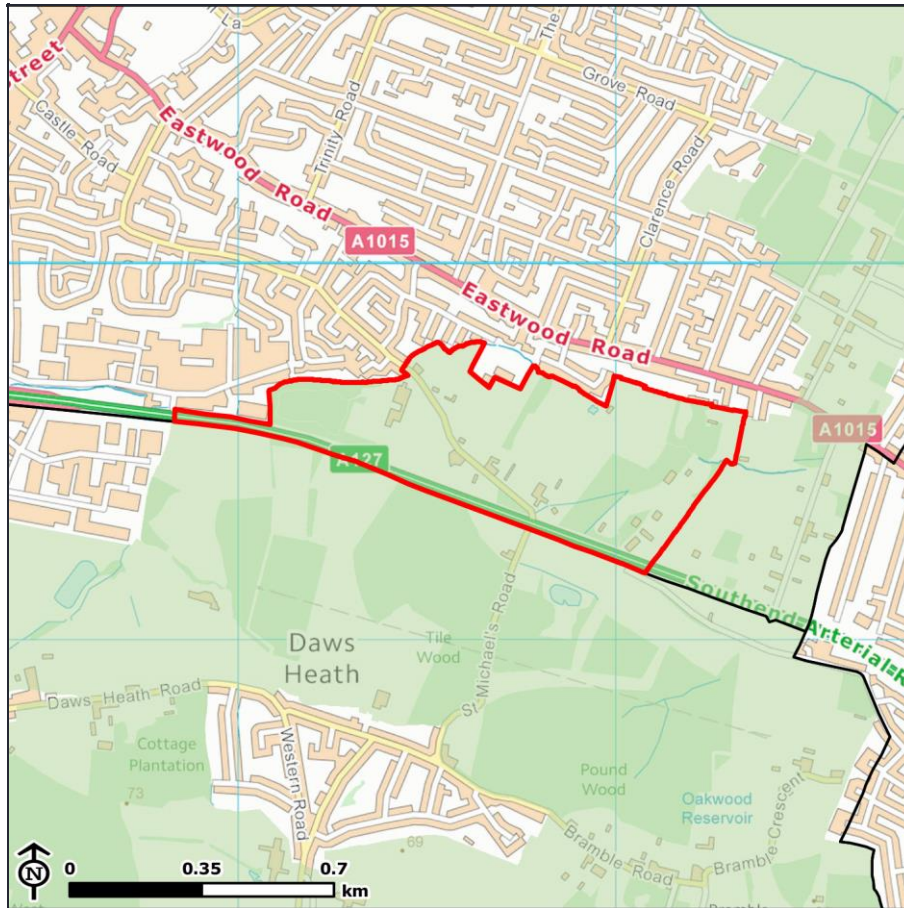 Street
Castle Road
Eastwood Road
Trinity Road
Grove Road
Clarence Road
A1015
Eastwood Road
A1015
A127
Southend Arterial
Daws
Heath
Tile
Wood
St Michael's Road
Daws Heath Road
Cottage
Plantation
73
Western Road
69
Pound
Wood
Oakwood
Reservoir
Bramble Road
Bramble Crescent
N
0 0.35 0.7
km